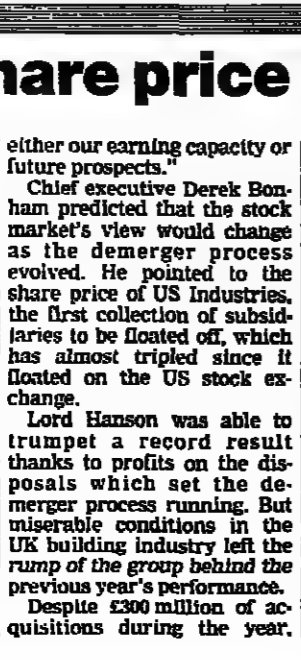 hare price
either our earning capacity or
future prospects."
Chief executive Derek Bon-
ham predicted that the stock
market's view would change
as the demerger process
evolved. He pointed to the
share price of US Industries,
the first collection of subsid-
iaries to be floated off, which
has almost tripled since it
floated on the US stock ex-
change.
Lord Hanson was able to
trumpet a record result
thanks to profits on the dis-
posals which set the de-
merger process running. But
miserable conditions in the
UK building industry left the
rump of the group behind the
previous year's performance.
Despite £300 million of ac-
quisitions during the year,